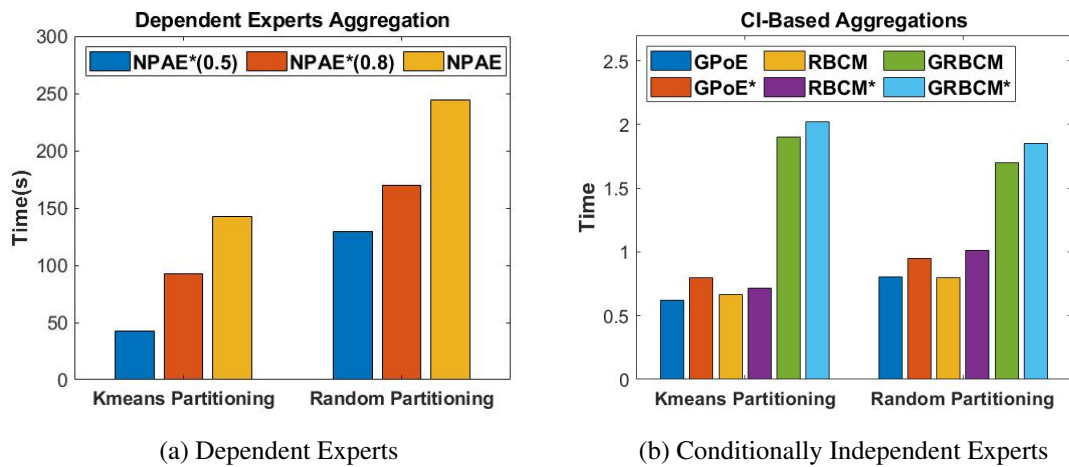 Dependent Experts Aggregation
300
250
200
150
100
50
0
Time(s)
NPAE*(0.5) NPAE*(0.8) NPAE
Kmeans Partitioning Random Partitioning
(a) Dependent Experts
CI-Based Aggregations
2.5
2
1.5
1
0.5
0
Time
GPoE RBCM GRBCM
GPoE* RBCM* GRBCM*
Kmeans Partitioning Random Partitioning
(b) Conditionally Independent Experts